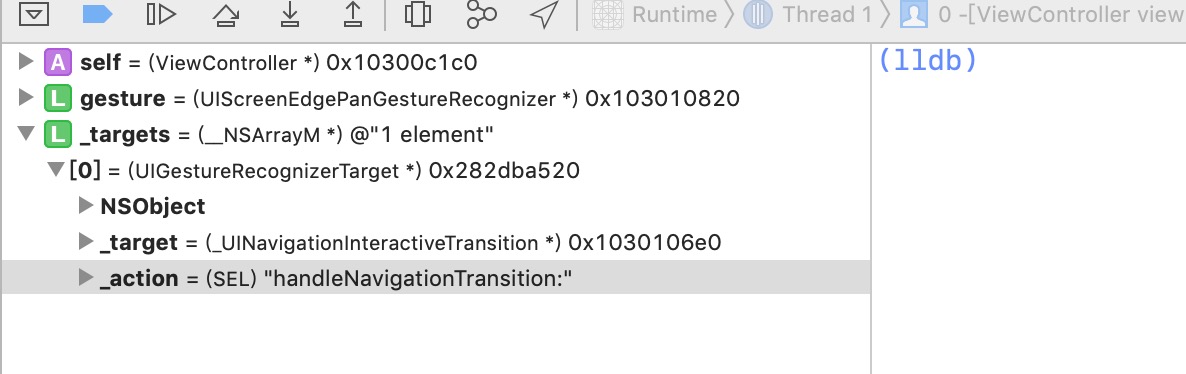 Runtime 〉 Thread 1 〉 0 -[ViewController view
A self = (ViewController *) 0x10300c1c0
(lldb)
L gesture = (UIScreenEdgePanGestureRecognizer *) 0x103010820
L _targets = (__NSArrayM *) @"1 element"
[0] = (UIGestureRecognizerTarget *) 0x282dba520
NSObject
_target = (_UINavigationInteractiveTransition *) 0x1030106e0
_action = (SEL) "handleNavigationTransition:"